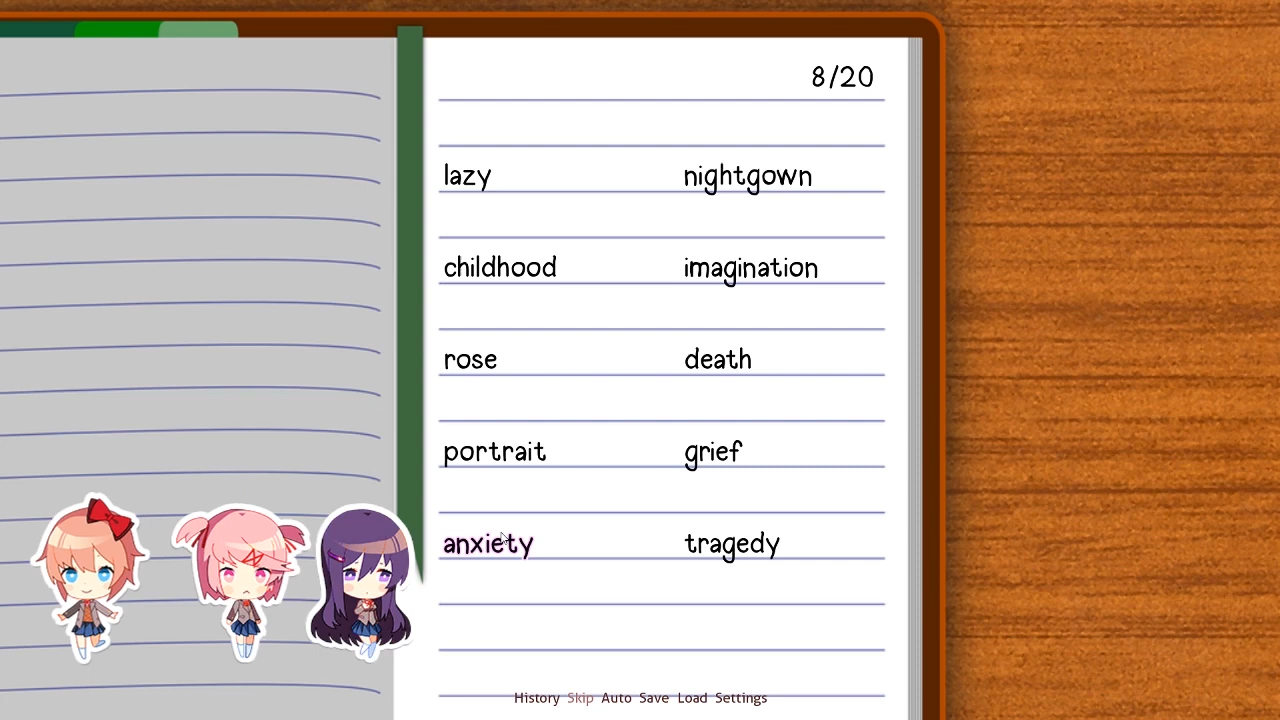 8/20
lazy nightgown
childhood imagination
rose death
portrait grief
anxiety tragedy
History Skip Auto Save Load Settings